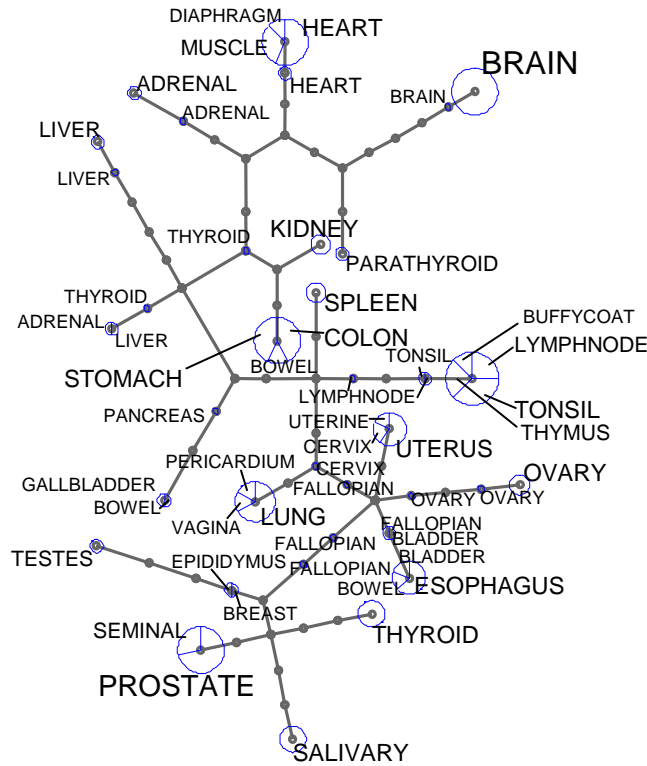 DIAPHRAGM
HEART
MUSCLE
BRAIN
HEART
ADRENAL
BRAIN
ADRENAL
LIVER
LIVER
KIDNEY
THYROID
PARATHYROID
THYROID
SPLEEN
BUFFYCOAT
ADRENAL
LIVER
COLON
LYMPHNODE
TONSIL
BOWEL
STOMACH
LYMPHNODE
TONSIL
PANCREAS
UTERINE
THYMUS
CERVIX
UTERUS
PERICARDIUM
CERVIX
OVARY
GALLBLADDER
FALLOPIAN
OVARY
OVARY
BOWEL
LUNG
VAGINA
FALLOPIAN
BLADDER
FALLOPIAN
TESTES
EPIDIDYMUS
BLADDER
FALLOPIAN
BOWEL
ESOPHAGUS
BREAST
SEMINAL
THYROID
PROSTATE
SALIVARY